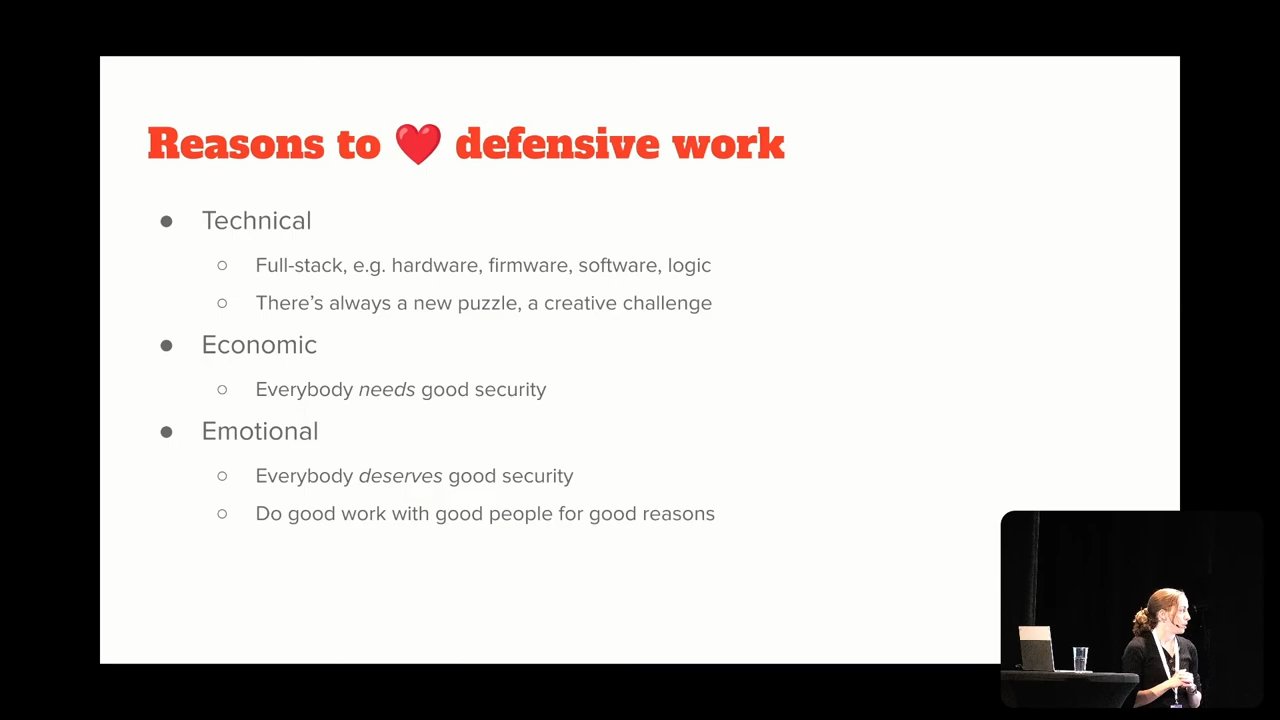 Reasons to ❤️ defensive work
● Technical
○ Full-stack, e.g. hardware, firmware, software, logic
○ There’s always a new puzzle, a creative challenge
● Economic
○ Everybody needs good security
● Emotional
○ Everybody deserves good security
○ Do good work with good people for good reasons